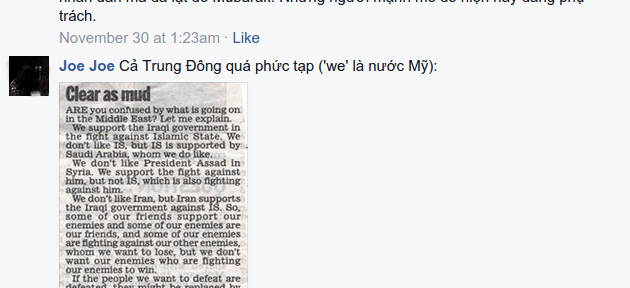 nhân dân mà đã lật đổ Mubarak. Những người mạnh mẽ đó hiện nay đang phụ
trách.
November 30 at 1:23am · Like
Joe Joe Cả Trung Đông quá phức tạp ('we' là nước Mỹ):
Clear as mud
ARE you confused by what is going on
in the Middle East? Let me explain.
We support the Iraqi government in
the fight against Islamic State. We
don't like IS, but IS is supported by
Saudi Arabia, whom we do like.
We don't like President Assad in
Syria. We support the fight against
him, but not IS, which is also fighting
against him.
We don't like Iran, but Iran supports
the Iraqi government against IS. So,
some of our friends support our
enemies and some of our enemies are
our friends, and some of our enemies
are fighting against our other enemies,
whom we want to lose, but we don't
want our enemies who are fighting
our enemies to win.
If the people we want to defeat are
defeated, they might be replaced by